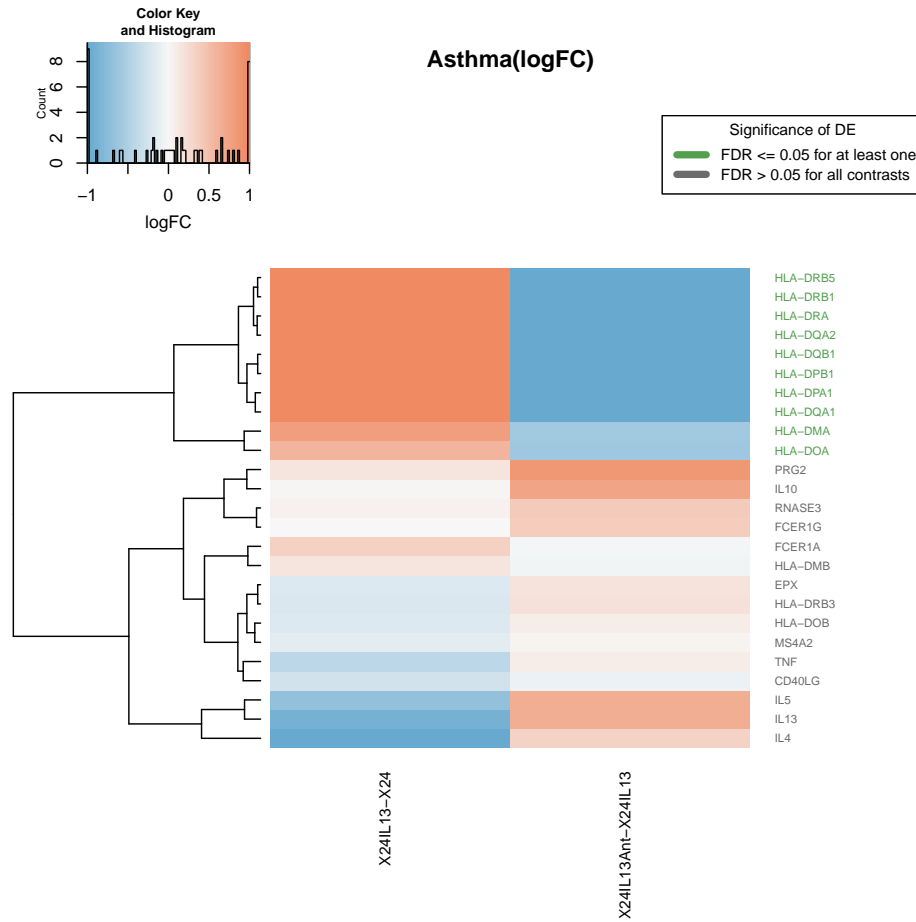 Color Key
and Histogram
Count
0 2 4 6 8
−1 0 0.5 1
logFC
Asthma(logFC)
Significance of DE
FDR <= 0.05 for at least one
FDR > 0.05 for all contrasts
HLA−DRB5
HLA−DRB1
HLA−DRA
HLA−DQA2
HLA−DQB1
HLA−DPB1
HLA−DPA1
HLA−DQA1
HLA−DMA
HLA−DOA
PRG2
IL10
RNASE3
FCER1G
FCER1A
HLA−DMB
EPX
HLA−DRB3
HLA−DOB
MS4A2
TNF
CD40LG
IL5
IL13
IL4
X24IL13−X24
X24IL13Ant−X24IL13